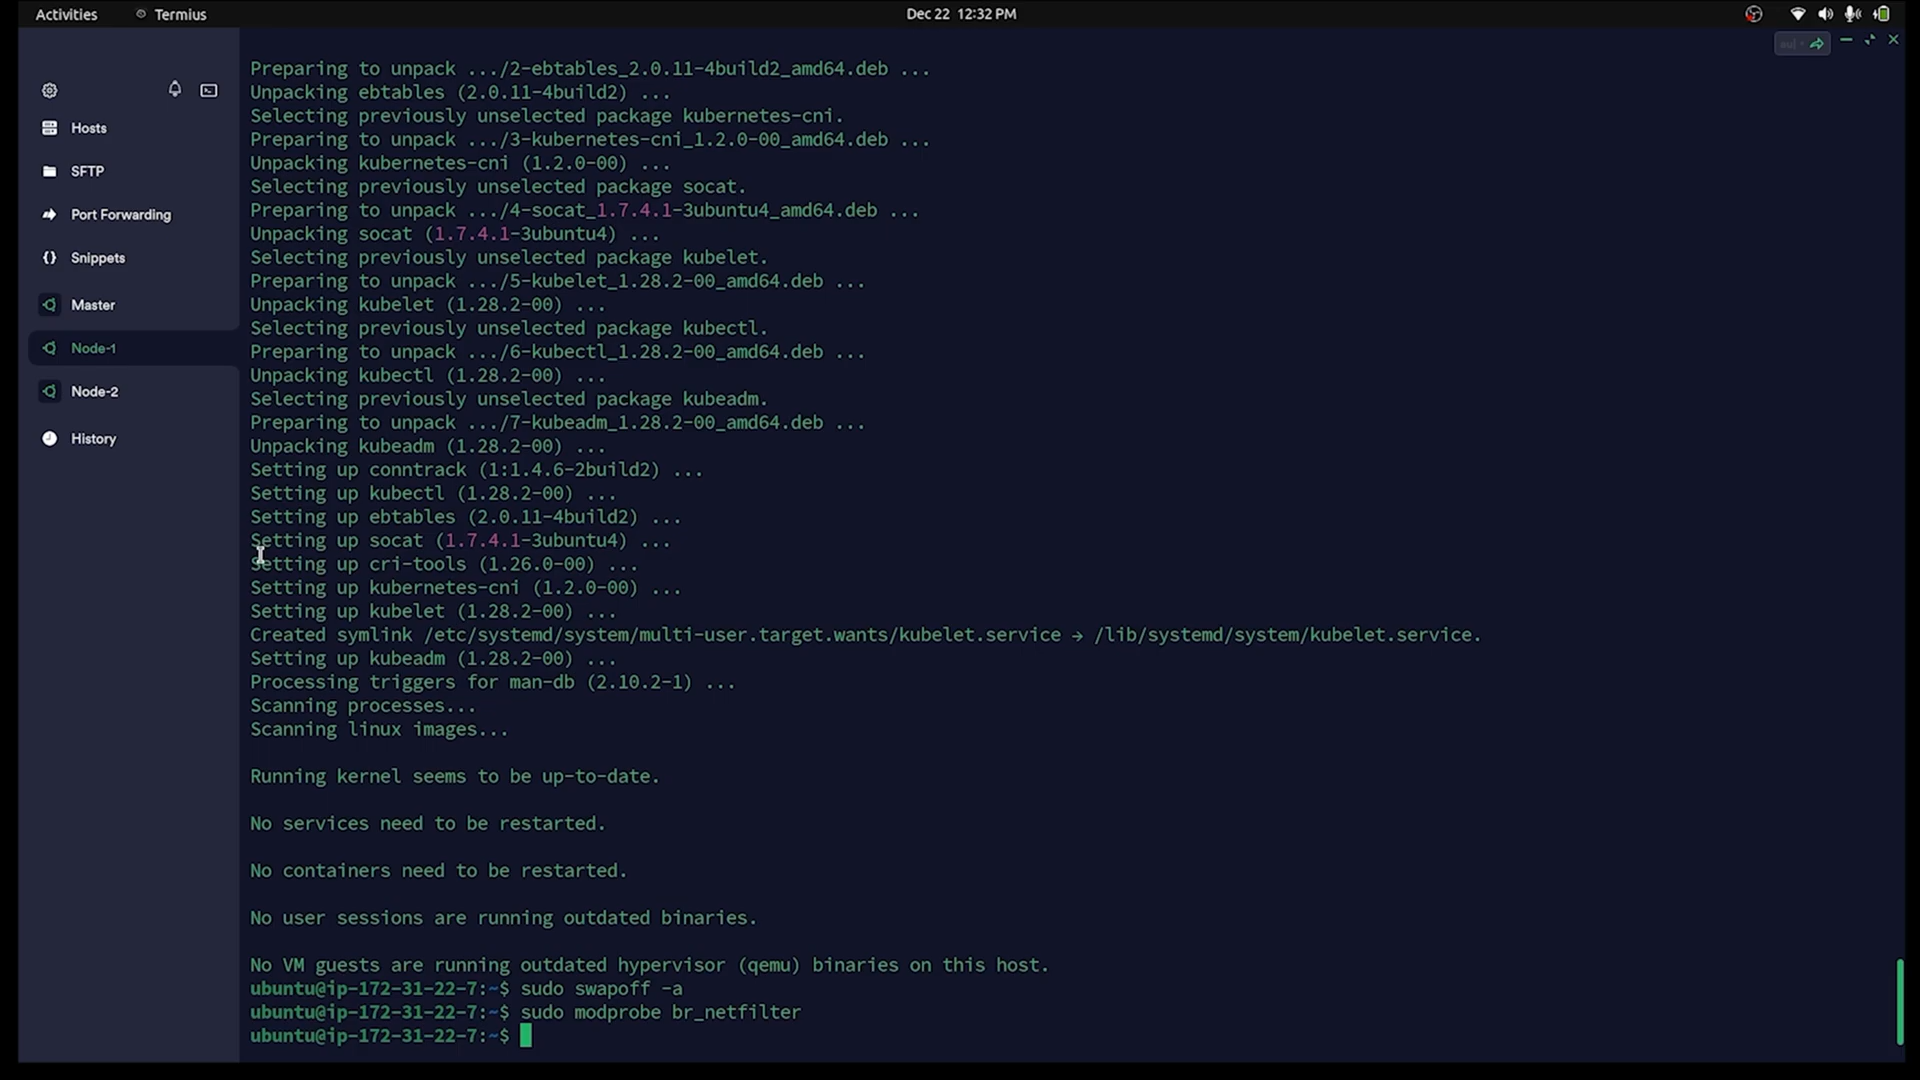 Activities
Termius
Dec 22 12:32 PM
Hosts
SFTP
Port Forwarding
Snippets
Master
Node-1
Node-2
History
Preparing to unpack .../2-ebtables_2.0.11-4build2_amd64.deb ...
Unpacking ebtables (2.0.11-4build2) ...
Selecting previously unselected package kubernetes-cni.
Preparing to unpack .../3-kubernetes-cni_1.2.0-00_amd64.deb ...
Unpacking kubernetes-cni (1.2.0-00) ...
Selecting previously unselected package socat.
Preparing to unpack .../4-socat_1.7.4.1-3ubuntu4_amd64.deb ...
Unpacking socat (1.7.4.1-3ubuntu4) ...
Selecting previously unselected package kubelet.
Preparing to unpack .../5-kubelet_1.28.2-00_amd64.deb ...
Unpacking kubelet (1.28.2-00) ...
Selecting previously unselected package kubectl.
Preparing to unpack .../6-kubectl_1.28.2-00_amd64.deb ...
Unpacking kubectl (1.28.2-00) ...
Selecting previously unselected package kubeadm.
Preparing to unpack .../7-kubeadm_1.28.2-00_amd64.deb ...
Unpacking kubeadm (1.28.2-00) ...
Setting up conntrack (1:1.4.6-2build2) ...
Setting up kubectl (1.28.2-00) ...
Setting up ebtables (2.0.11-4build2) ...
Setting up socat (1.7.4.1-3ubuntu4) ...
Setting up cri-tools (1.26.0-00) ...
Setting up kubernetes-cni (1.2.0-00) ...
Setting up kubelet (1.28.2-00) ...
Created symlink /etc/systemd/system/multi-user.target.wants/kubelet.service → /lib/systemd/system/kubelet.service.
Setting up kubeadm (1.28.2-00) ...
Processing triggers for man-db (2.10.2-1) ...
Scanning processes...
Scanning linux images...
Running kernel seems to be up-to-date.
No services need to be restarted.
No containers need to be restarted.
No user sessions are running outdated binaries.
No VM guests are running outdated hypervisor (qemu) binaries on this host.
ubuntu@ip-172-31-22-7:~$ sudo swapoff -a
ubuntu@ip-172-31-22-7:~$ sudo modprobe br_netfilter
ubuntu@ip-172-31-22-7:~$